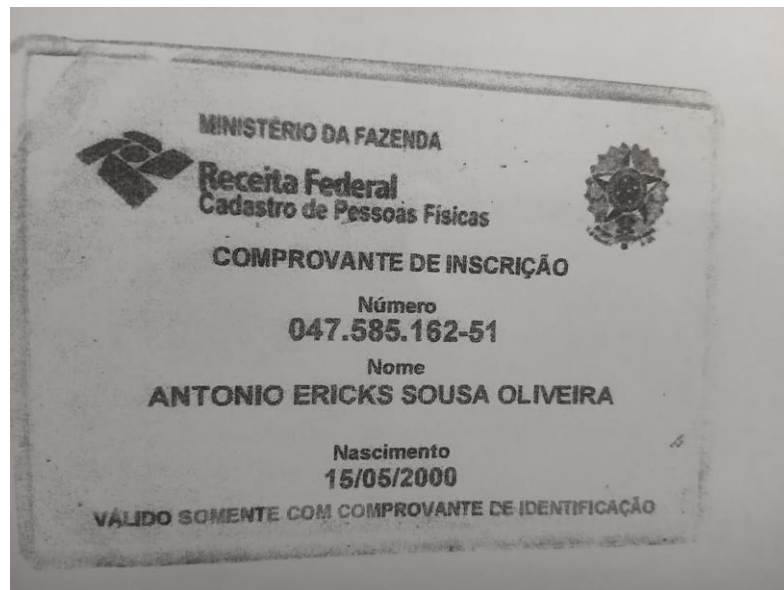 MINISTÉRIO DA FAZENDA
Receita Federal
Cadastro de Pessoas Físicas
COMPROVANTE DE INSCRIÇÃO
Número
047.585.162-51
Nome
ANTONIO ERICKS SOUSA OLIVEIRA
Nascimento
15/05/2000
VÁLIDO SOMENTE COM COMPROVANTE DE IDENTIFICAÇÃO